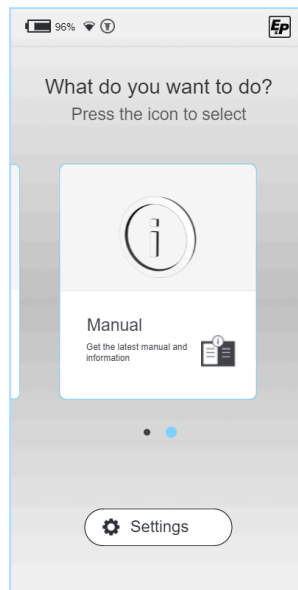 96%
EP
What do you want to do?
Press the icon to select
i
Manual
Get the latest manual and
information
Settings